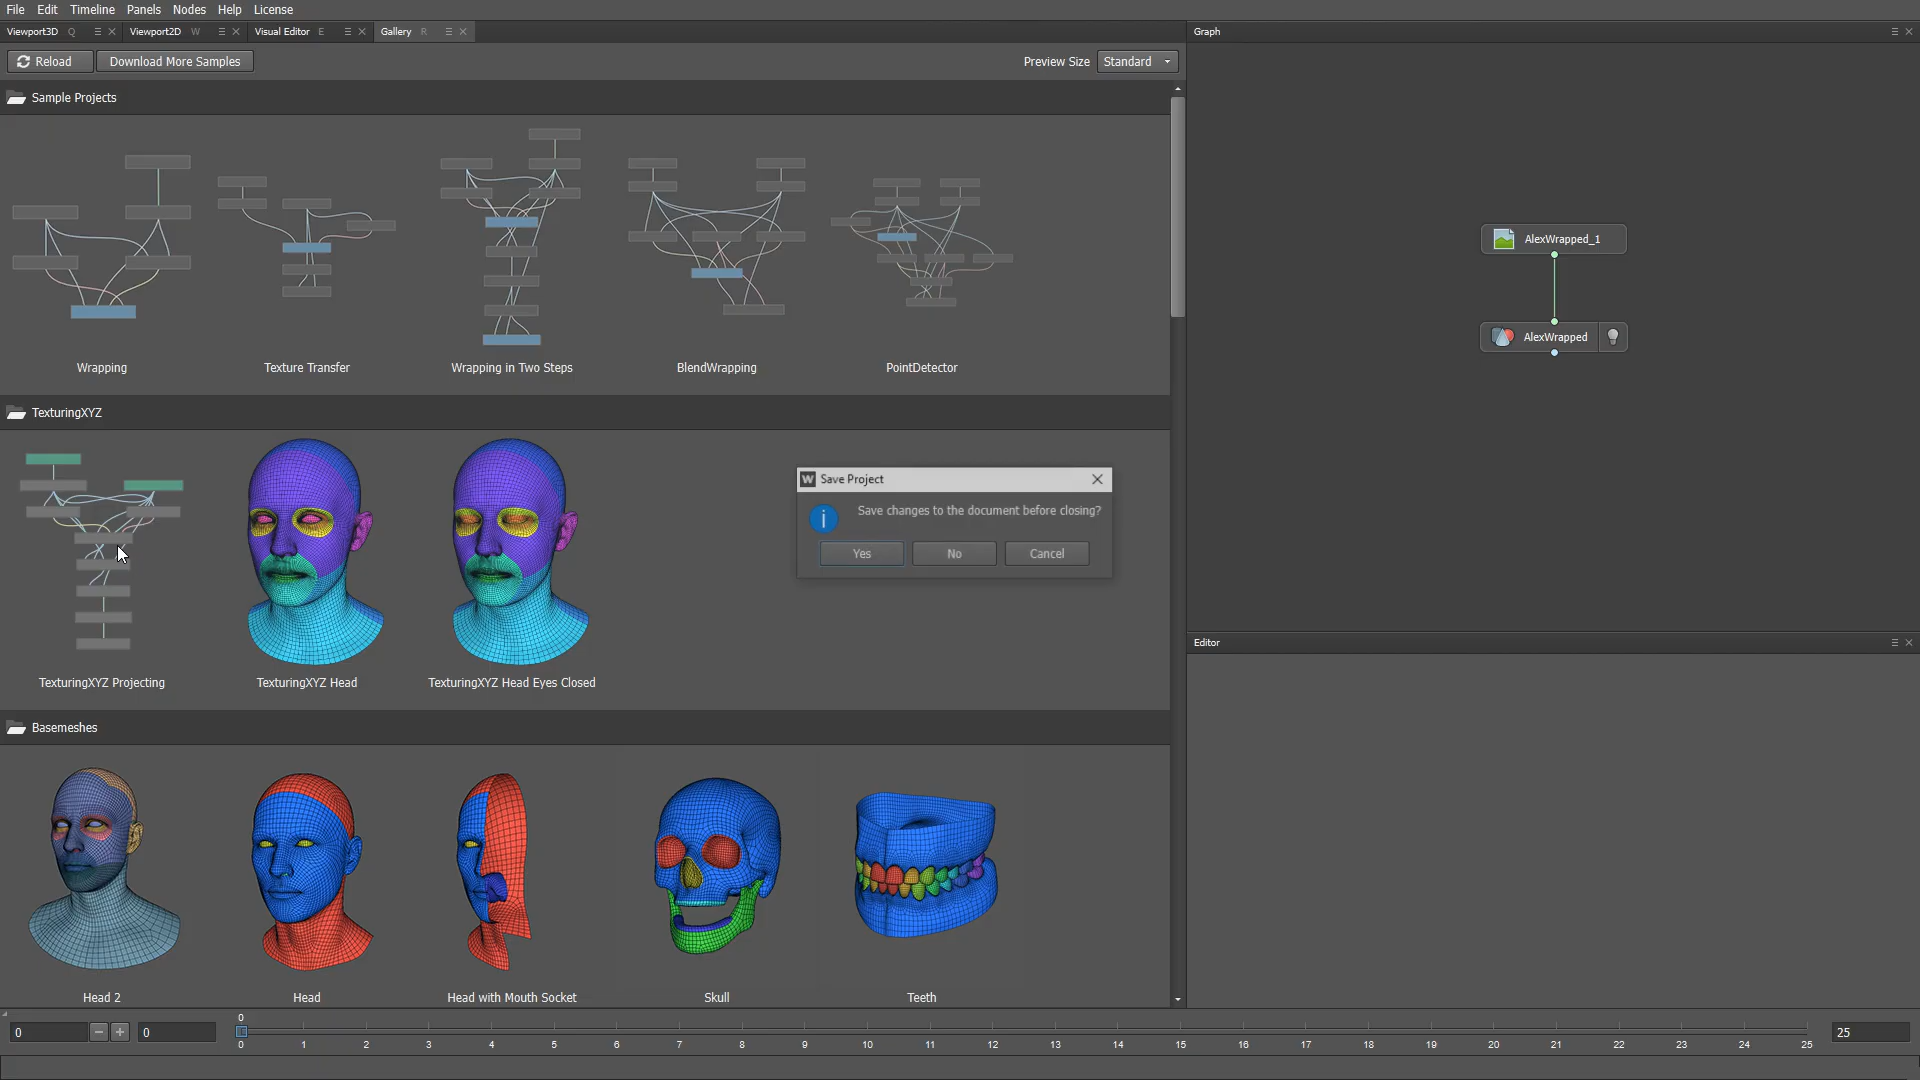 File Edit Timeline Panels Nodes Help License
Viewport3D Q Viewport2D W Visual Editor E Gallery R Graph
Reload Download More Samples Preview Size Standard
Sample Projects
AlexWrapped_1
AlexWrapped
Wrapping Texture Transfer Wrapping in Two Steps BlendWrapping PointDetector
TexturingXYZ
W Save Project
i Save changes to the document before closing?
Yes No Cancel
Editor
TexturingXYZ Projecting TexturingXYZ Head TexturingXYZ Head Eyes Closed
Basemeshes
Head 2 Head Head with Mouth Socket Skull Teeth
0
0 0 25
0 1 2 3 4 5 6 7 8 9 10 11 12 13 14 15 16 17 18 19 20 21 22 23 24 25